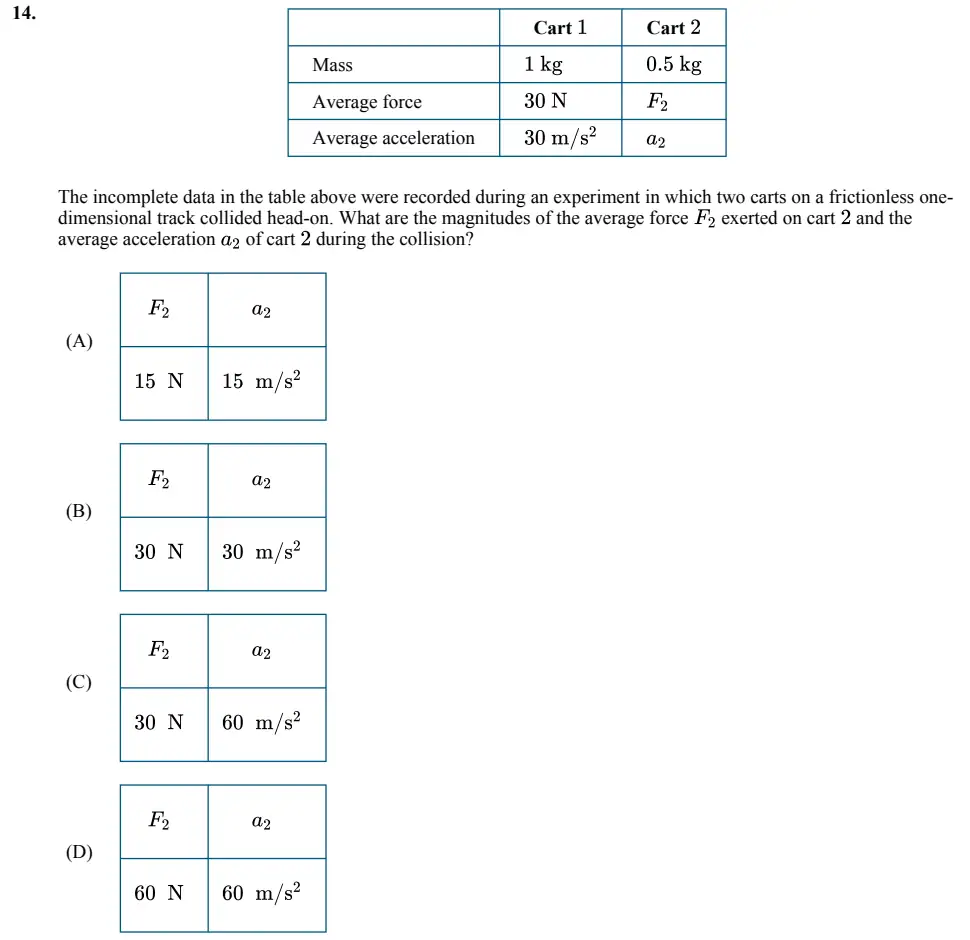 14.
Cart 1 Cart 2
Mass 1 kg 0.5 kg
Average force 30 N F₂
Average acceleration 30 m/s² a₂
The incomplete data in the table above were recorded during an experiment in which two carts on a frictionless one-
dimensional track collided head-on. What are the magnitudes of the average force F₂ exerted on cart 2 and the
average acceleration a₂ of cart 2 during the collision?
(A)
F₂ a₂
15 N 15 m/s²
(B)
F₂ a₂
30 N 30 m/s²
(C)
F₂ a₂
30 N 60 m/s²
(D)
F₂ a₂
60 N 60 m/s²